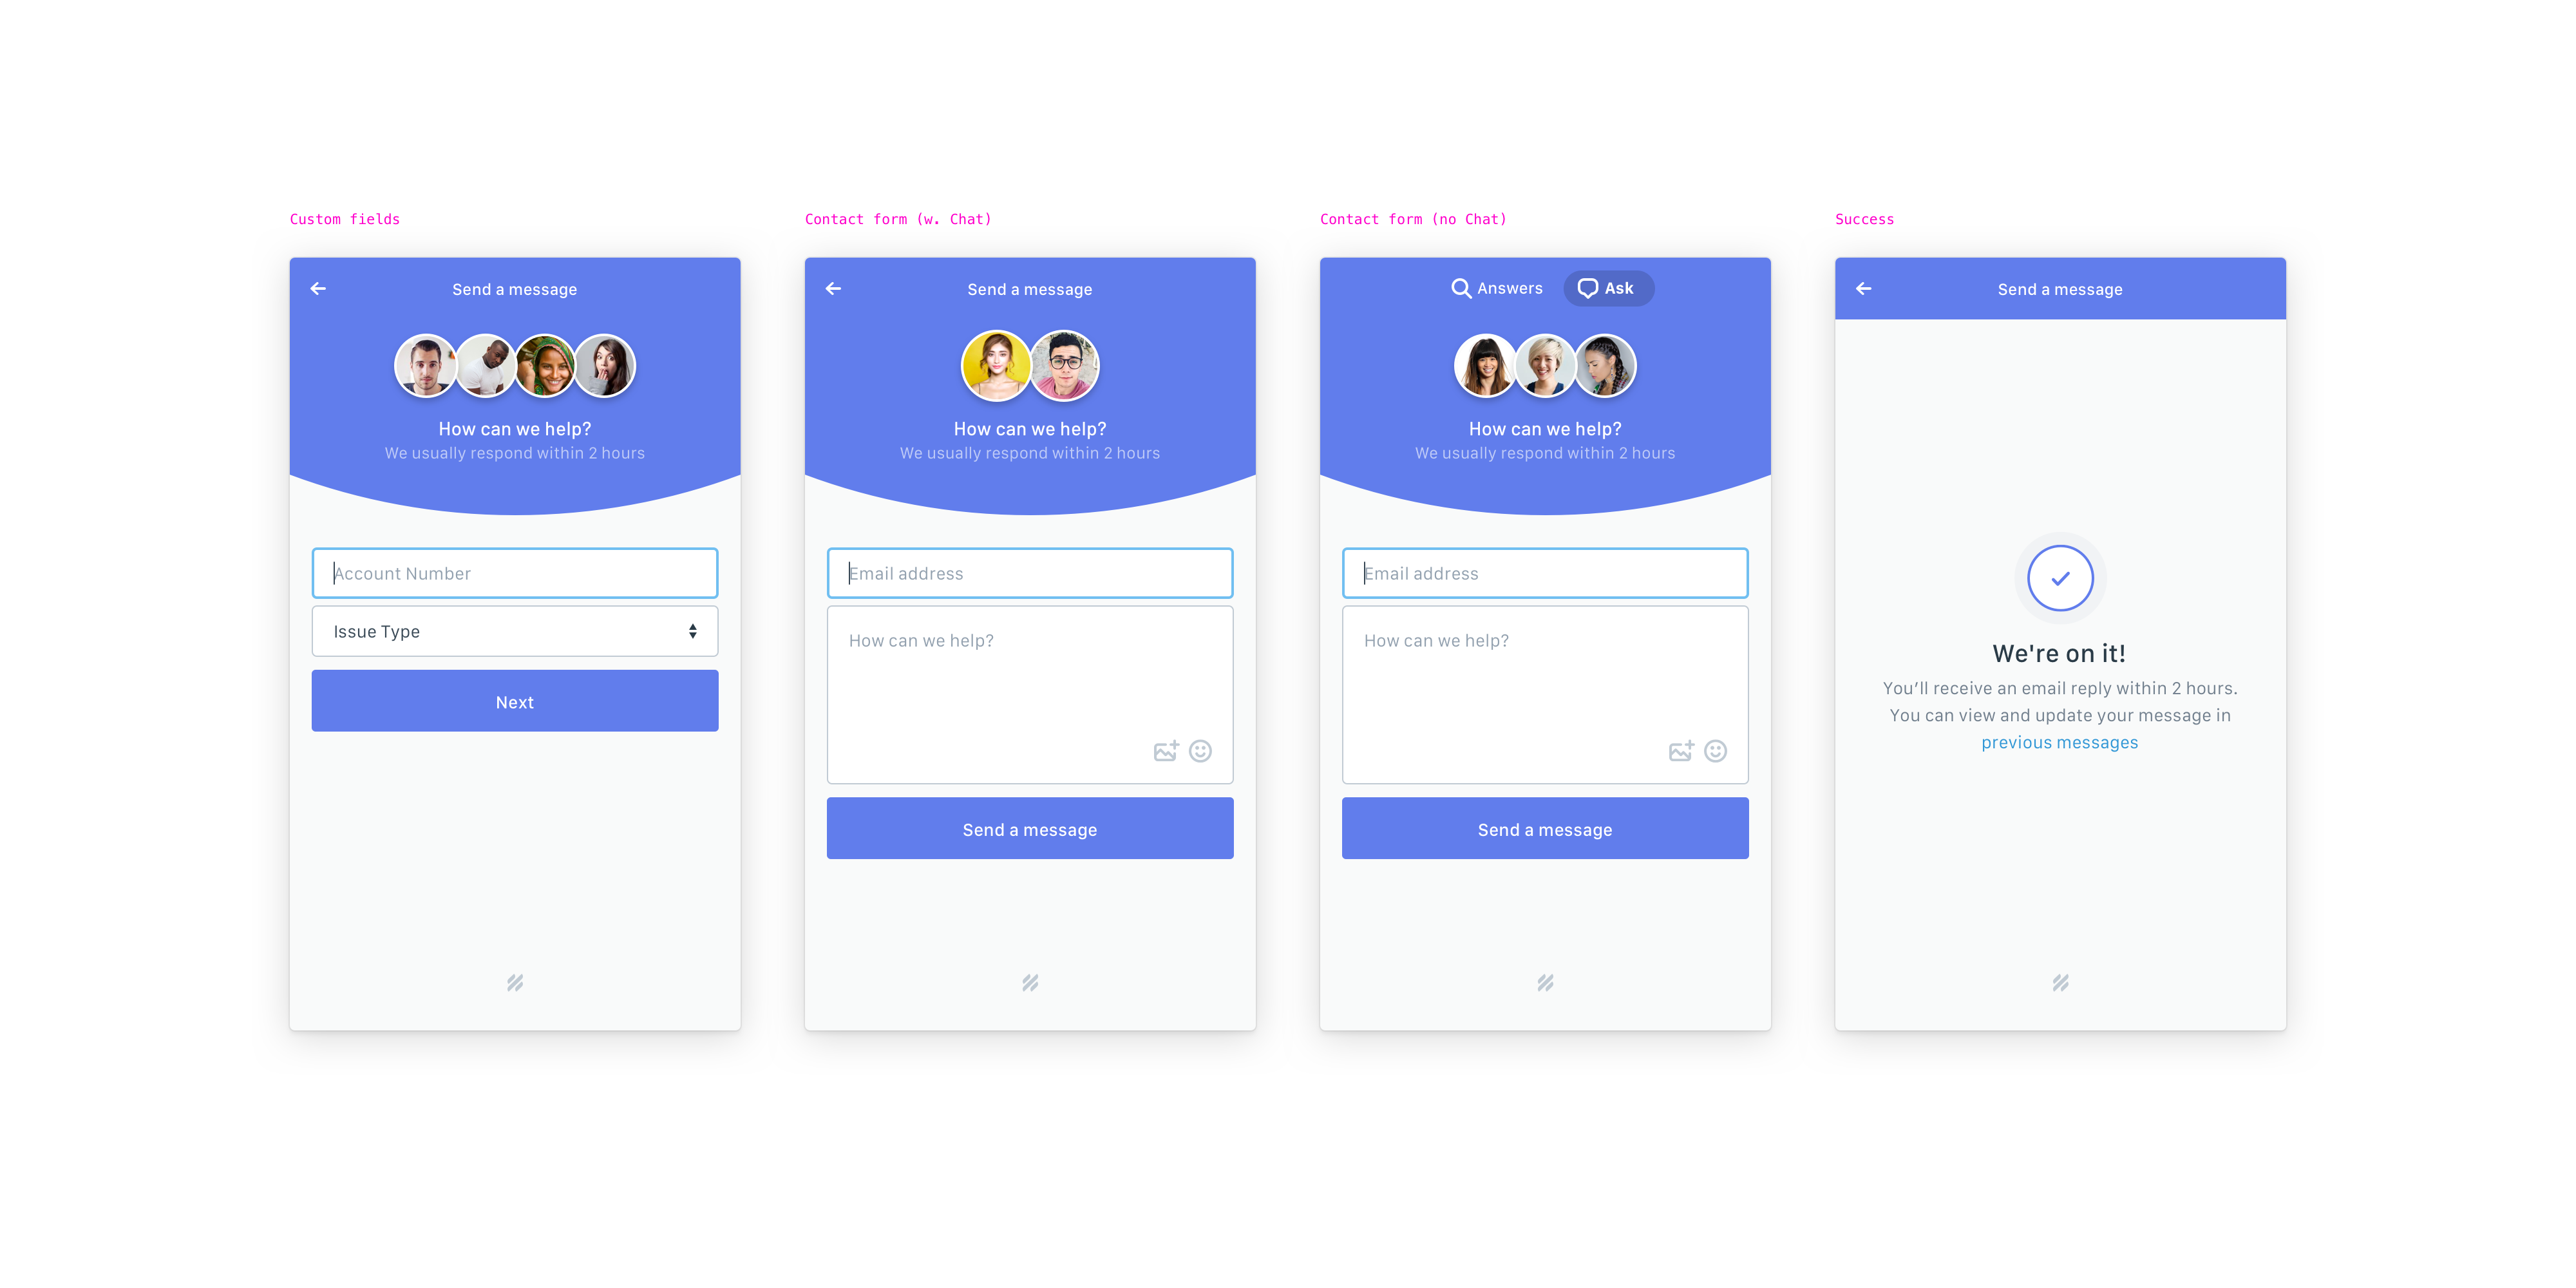 Custom fields
Send a message
How can we help?
We usually respond within 2 hours
Account Number
Issue Type
Next
Contact form (w. Chat)
Send a message
How can we help?
We usually respond within 2 hours
Email address
How can we help?
Send a message
Contact form (no Chat)
Answers
Ask
How can we help?
We usually respond within 2 hours
Email address
How can we help?
Send a message
Success
Send a message
We're on it!
You’ll receive an email reply within 2 hours.
You can view and update your message in
previous messages